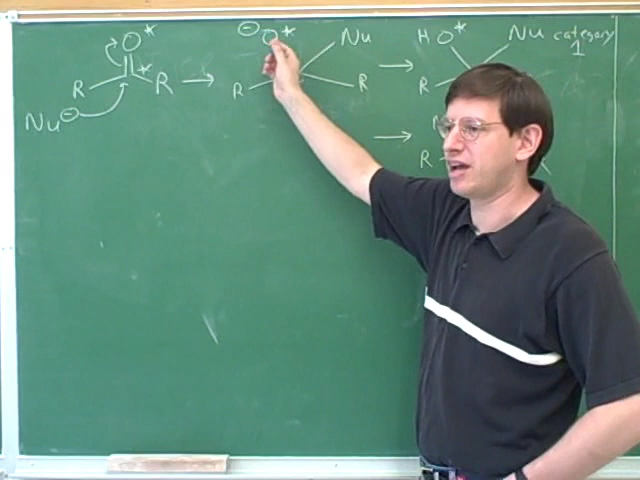 O*
R * R
Nu⊖
→
⊖ O* Nu
R R
→
HO* Nu category 1
R
→
R